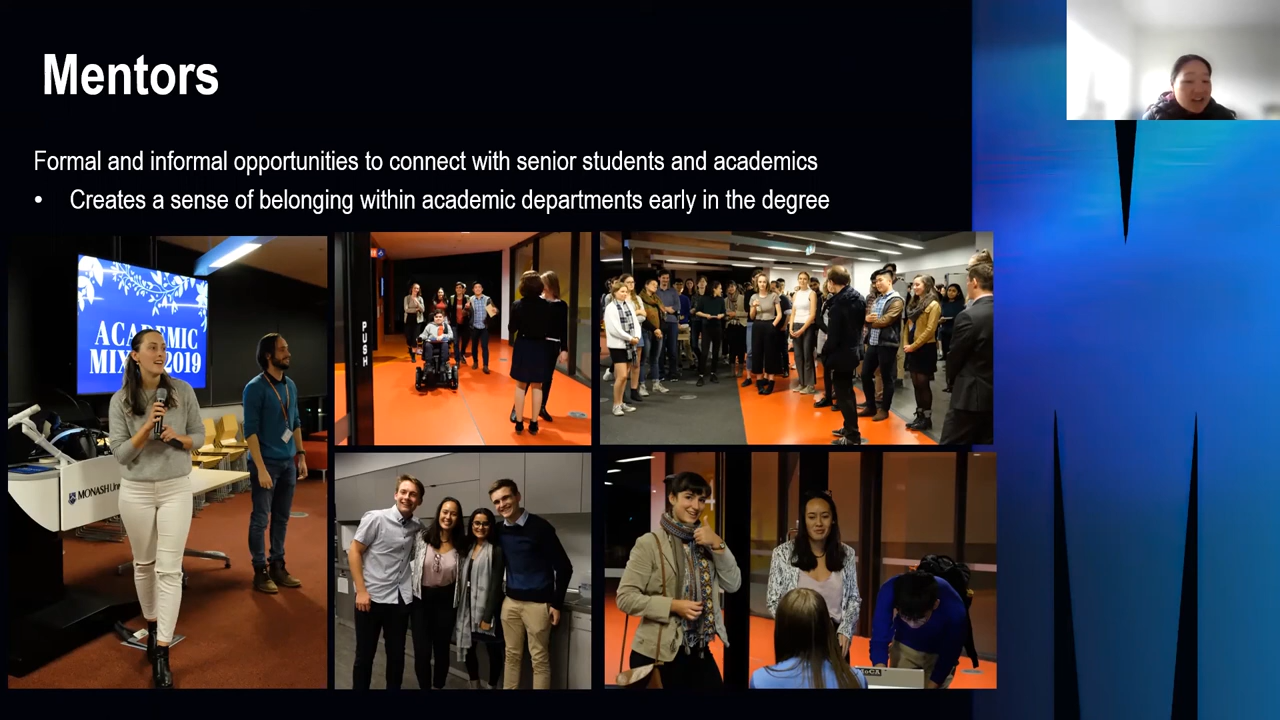 Mentors
Formal and informal opportunities to connect with senior students and academics
• Creates a sense of belonging within academic departments early in the degree
ACADEMIC
2019
PUSH
MONASH